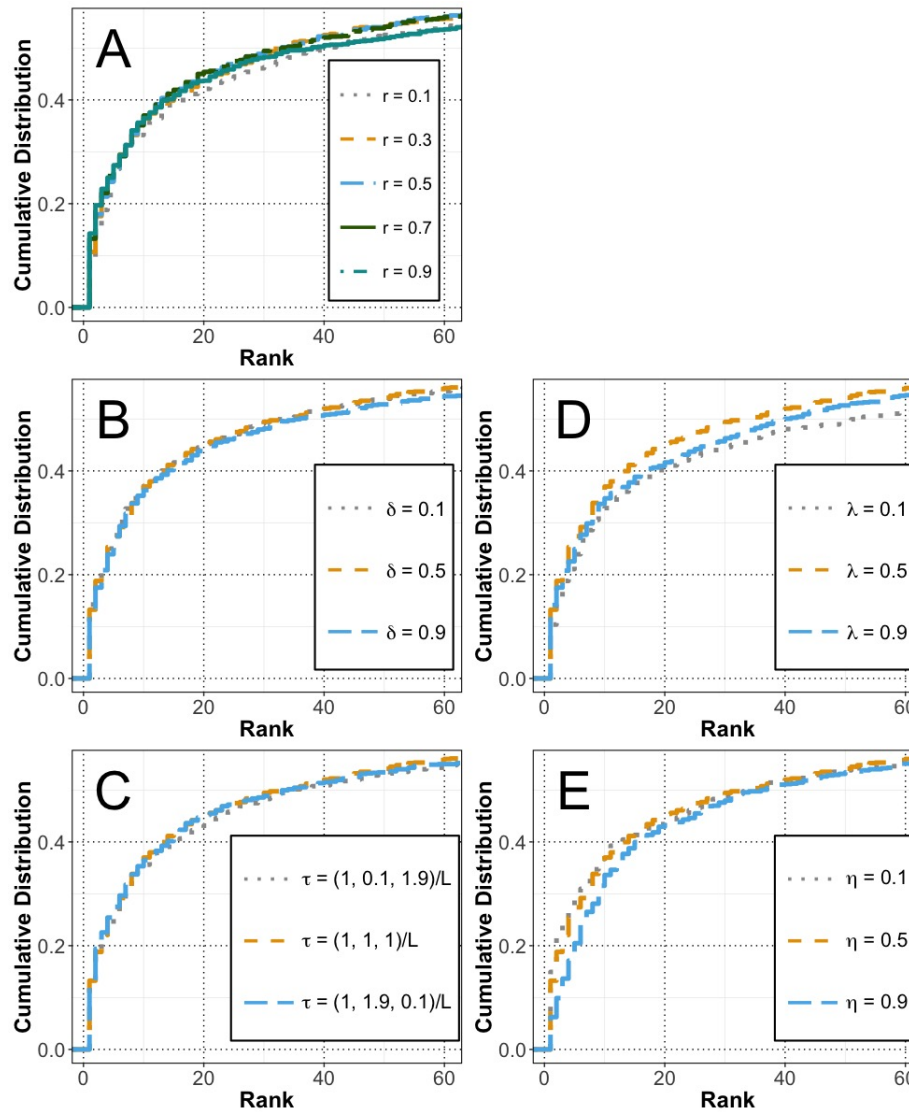 A
Cumulative Distribution
0.4
0.2
0.0
r = 0.1
r = 0.3
r = 0.5
r = 0.7
r = 0.9
0 20 40 60
Rank
B
Cumulative Distribution
0.4
0.2
0.0
δ = 0.1
δ = 0.5
δ = 0.9
0 20 40 60
Rank
D
Cumulative Distribution
0.4
0.2
0.0
λ = 0.1
λ = 0.5
λ = 0.9
0 20 40 60
Rank
C
Cumulative Distribution
0.4
0.2
0.0
τ = (1, 0.1, 1.9)/L
τ = (1, 1, 1)/L
τ = (1, 1.9, 0.1)/L
0 20 40 60
Rank
E
Cumulative Distribution
0.4
0.2
0.0
η = 0.1
η = 0.5
η = 0.9
0 20 40 60
Rank